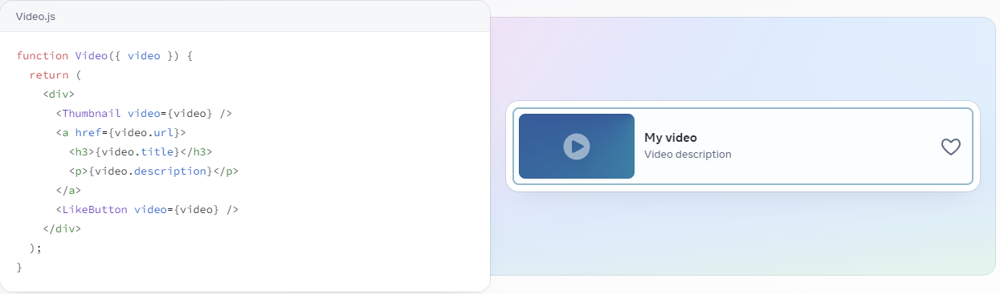 Video.js
function Video({ video }) {
  return (
    <div>
      <Thumbnail video={video} />
      <a href={video.url}>
        <h3>{video.title}</h3>
        <p>{video.description}</p>
      </a>
      <LikeButton video={video} />
    </div>
  );
}
My video
Video description